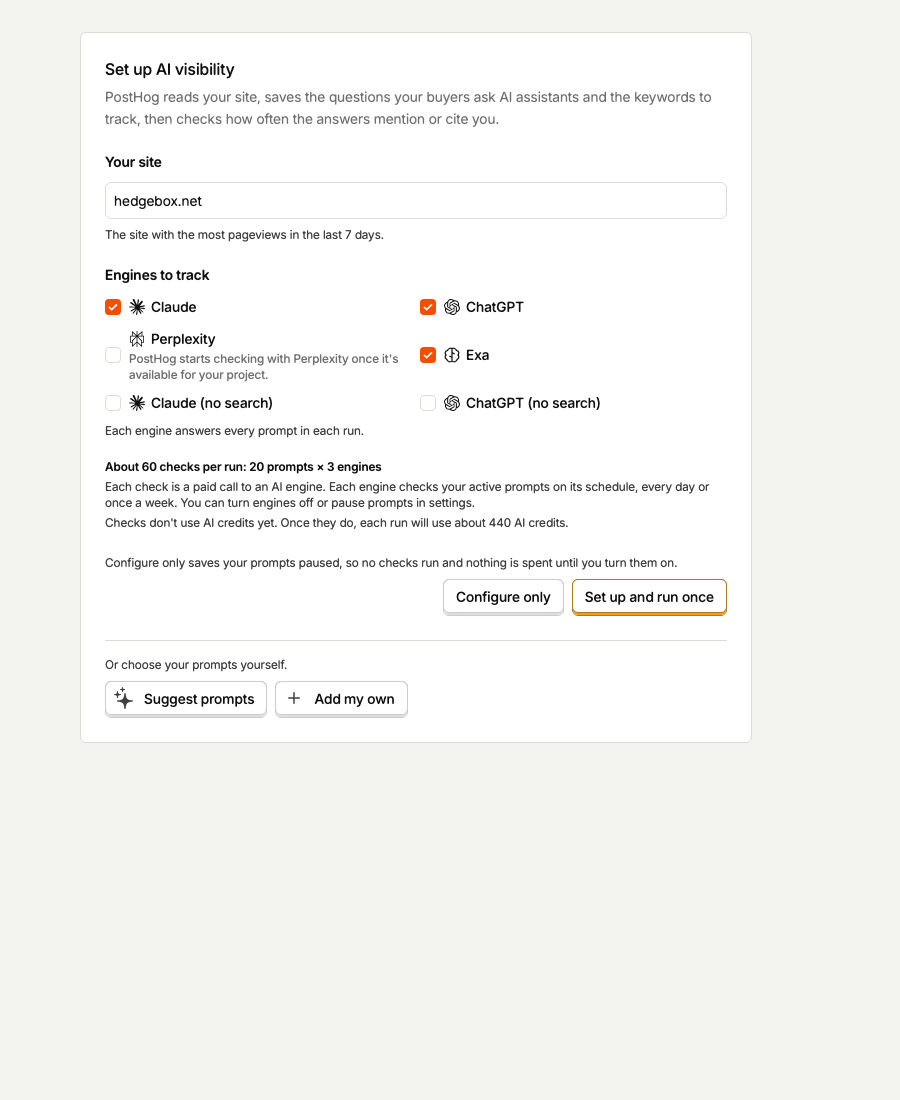 Set up AI visibility
PostHog reads your site, saves the questions your buyers ask AI assistants and the keywords to
track, then checks how often the answers mention or cite you.
Your site
hedgebox.net
The site with the most pageviews in the last 7 days.
Engines to track
Claude
ChatGPT
Perplexity
PostHog starts checking with Perplexity once it's
available for your project.
Exa
Claude (no search)
ChatGPT (no search)
Each engine answers every prompt in each run.
About 60 checks per run: 20 prompts × 3 engines
Each check is a paid call to an AI engine. Each engine checks your active prompts on its schedule, every day or
once a week. You can turn engines off or pause prompts in settings.
Checks don't use AI credits yet. Once they do, each run will use about 440 AI credits.
Configure only saves your prompts paused, so no checks run and nothing is spent until you turn them on.
Configure only
Set up and run once
Or choose your prompts yourself.
Suggest prompts
Add my own